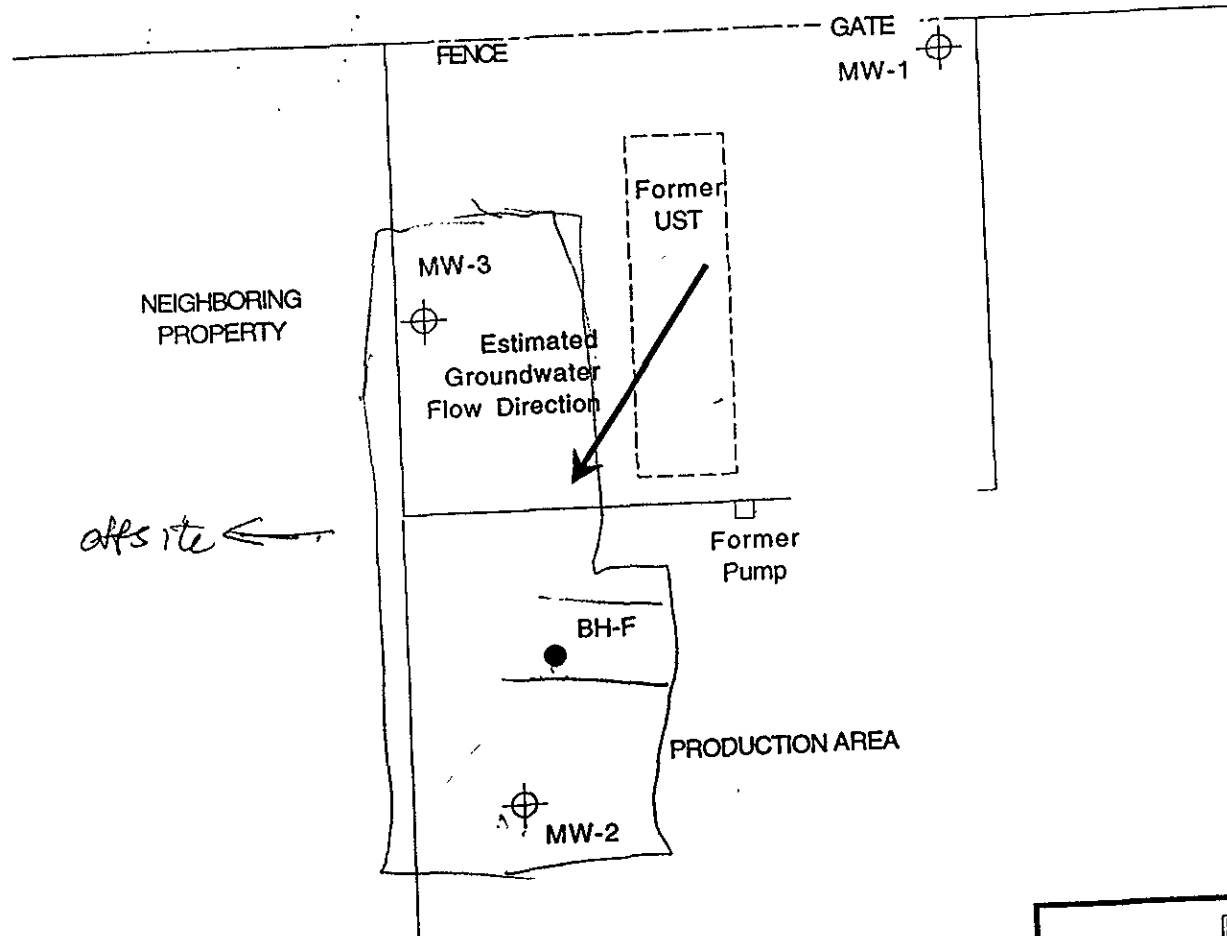 FENCE
GATE
MW-1
Former
UST
MW-3
NEIGHBORING
PROPERTY
Estimated
Groundwater
Flow Direction
offsite
Former
Pump
BH-F
PRODUCTION AREA
MW-2